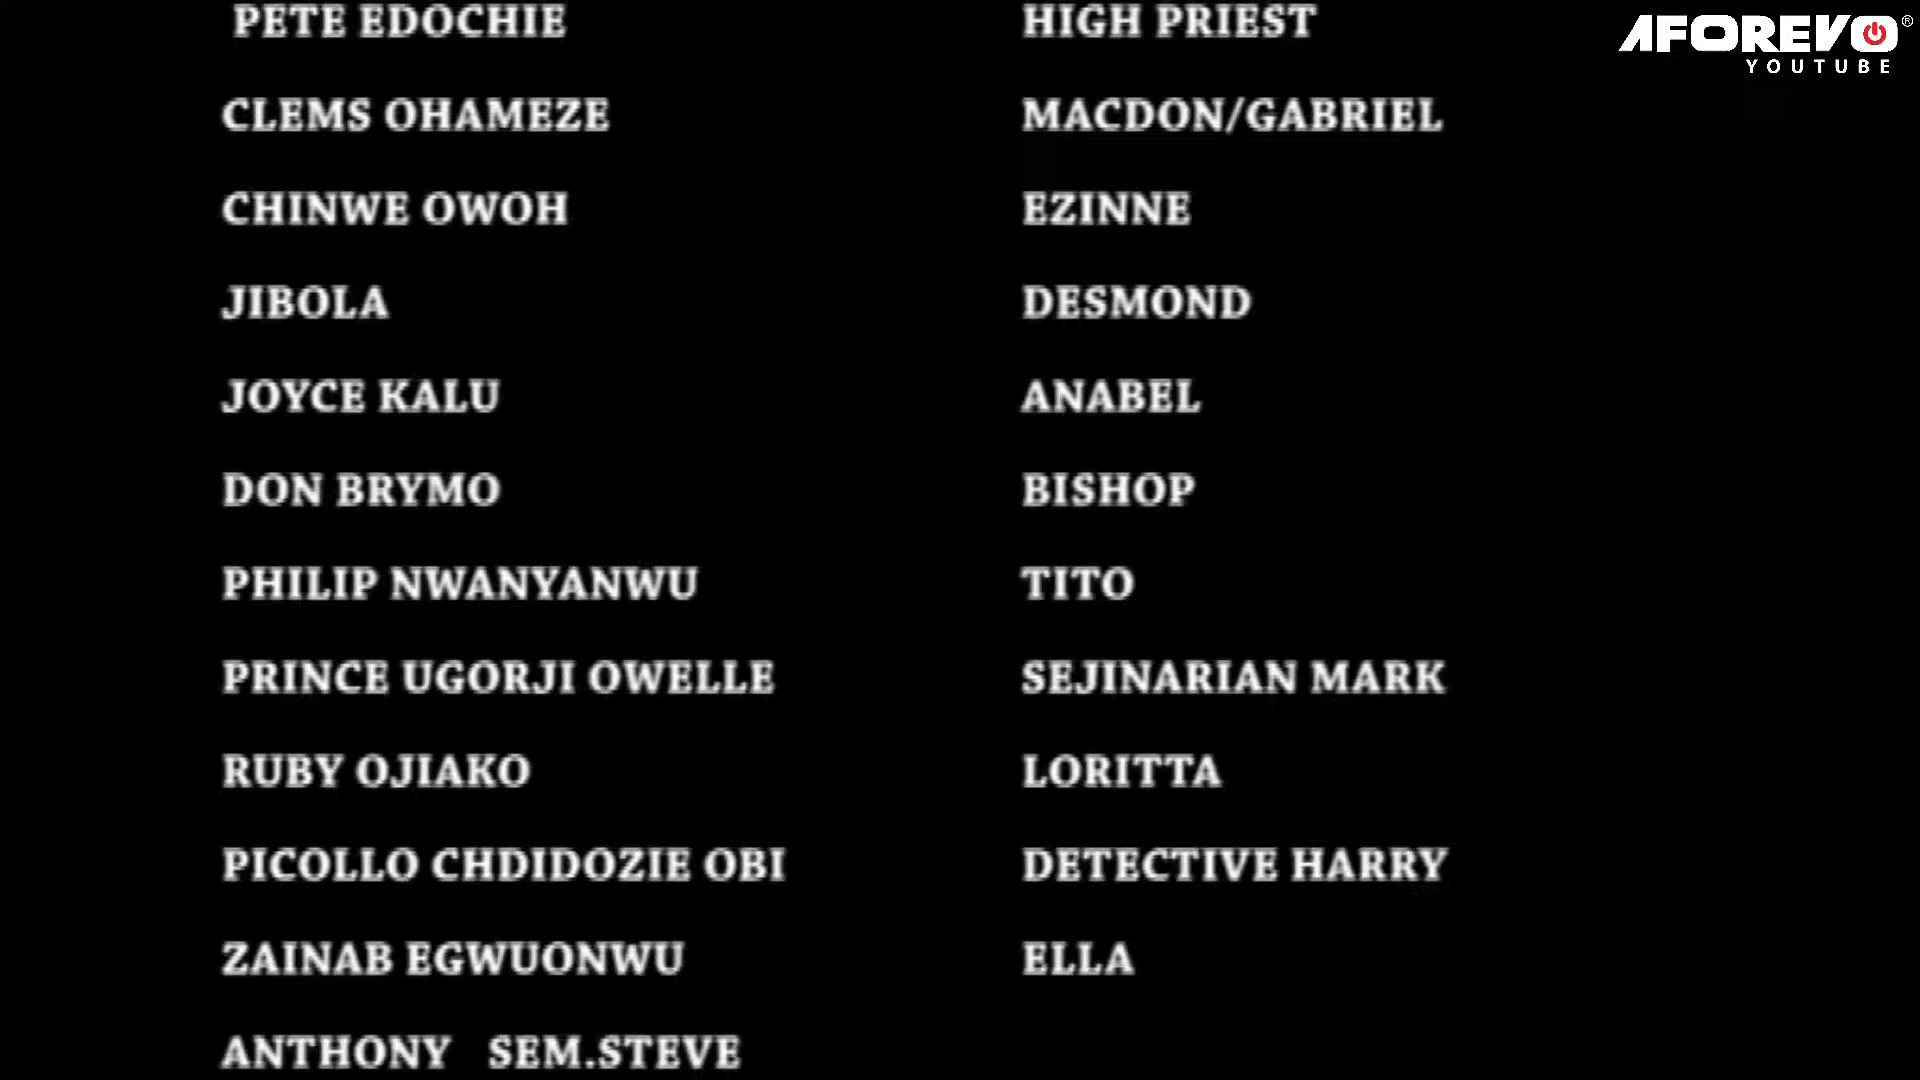 PETE EDOCHIE HIGH PRIEST
CLEMS OHAMEZE MACDON/GABRIEL
CHINWE OWOH EZINNE
JIBOLA DESMOND
JOYCE KALU ANABEL
DON BRYMO BISHOP
PHILIP NWANYANWU TITO
PRINCE UGORJI OWELLE SEJINARIAN MARK
RUBY OJIAKO LORITTA
PICOLLO CHDIDOZIE OBI DETECTIVE HARRY
ZAINAB EGWUONWU ELLA
ANTHONY SEM.STEVE
AFOREVO®
YOUTUBE